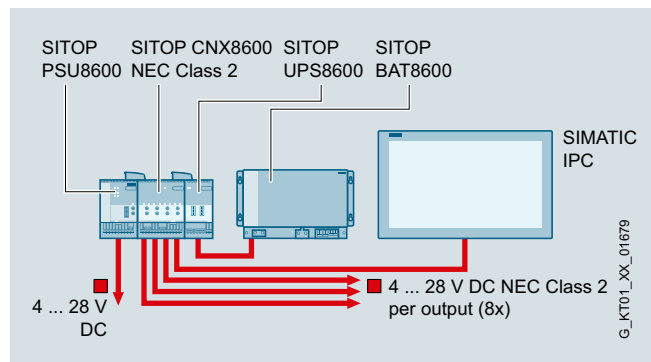 SITOP
PSU8600
SITOP CNX8600
NEC Class 2
SITOP
UPS8600
SITOP
BAT8600
SIMATIC
IPC
4 ... 28 V
DC
4 ... 28 V DC NEC Class 2
per output (8x)
G_KT01_XX_01679